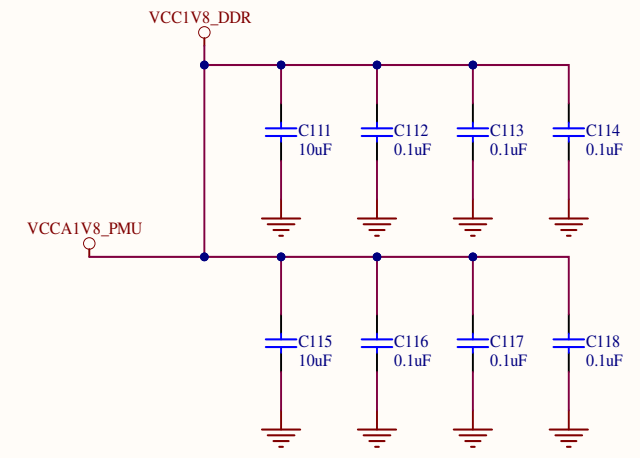 VCC1V8_DDR
C111
10uF
C112
0.1uF
C113
0.1uF
C114
0.1uF
VCCA1V8_PMU
C115
10uF
C116
0.1uF
C117
0.1uF
C118
0.1uF